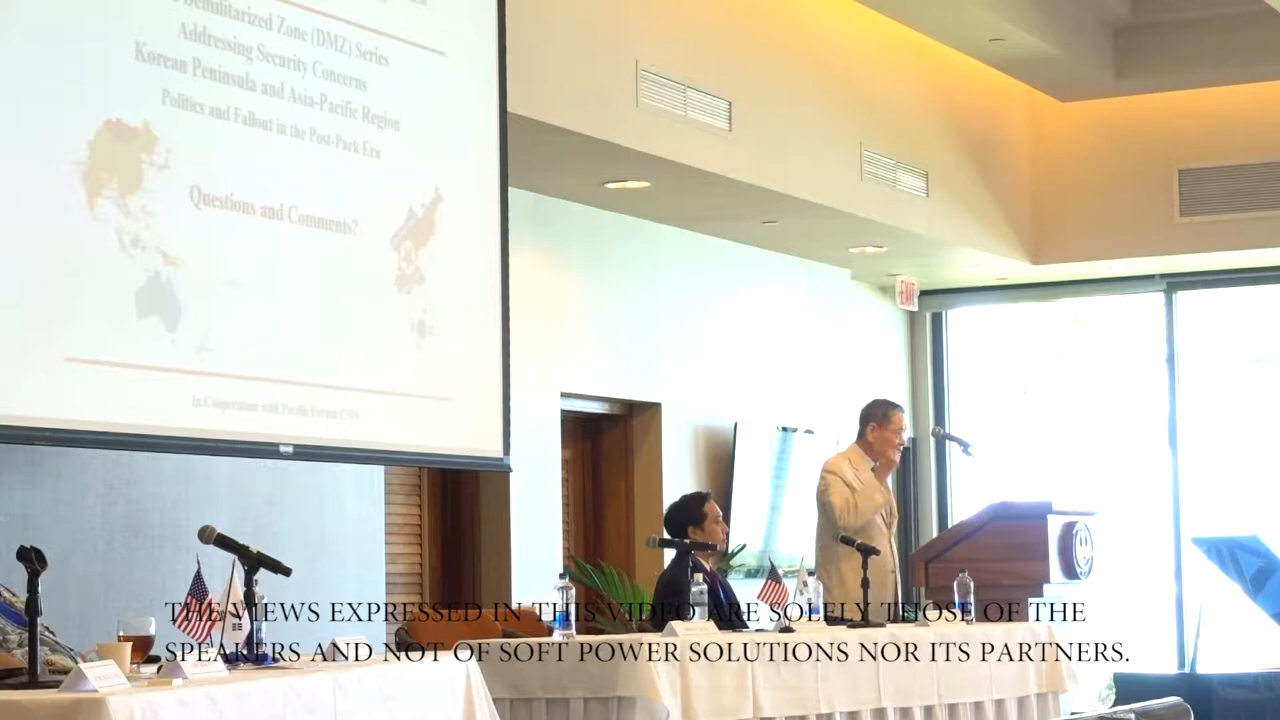 Demilitarized Zone (DMZ) Series
Addressing Security Concerns
Korean Peninsula and Asia-Pacific Region
Politics and Fallout in the Post-Park Era
Questions and Comments?
In Cooperation with Pacific Forum CSIS
EXIT
THE VIEWS EXPRESSED IN THIS VIDEO ARE SOLELY THOSE OF THE
SPEAKERS AND NOT OF SOFT POWER SOLUTIONS NOR ITS PARTNERS.